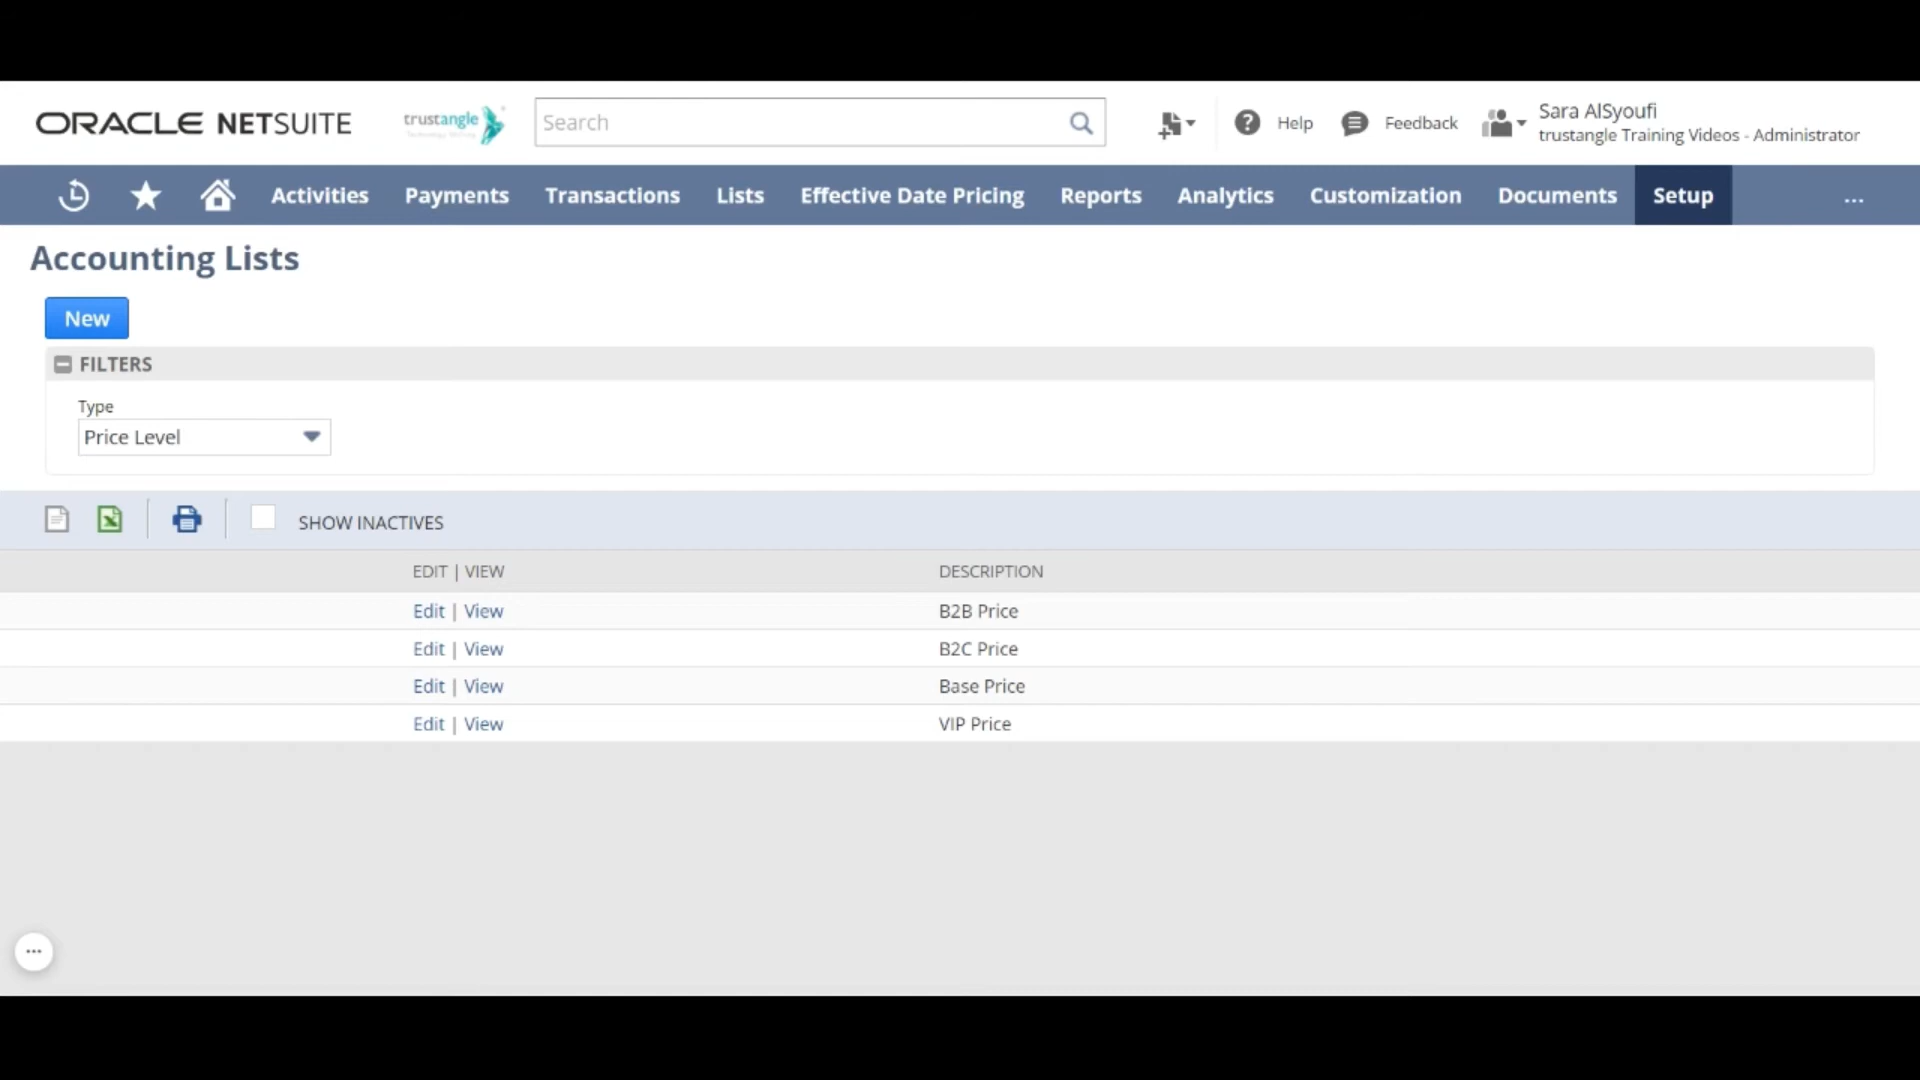 ORACLE NETSUITE
trustangle
Search
Help
Feedback
Sara AlSyoufi
trustangle Training Videos - Administrator
Activities
Payments
Transactions
Lists
Effective Date Pricing
Reports
Analytics
Customization
Documents
Setup
...
Accounting Lists
New
FILTERS
Type
Price Level
SHOW INACTIVES
EDIT | VIEW DESCRIPTION
Edit | View B2B Price
Edit | View B2C Price
Edit | View Base Price
Edit | View VIP Price